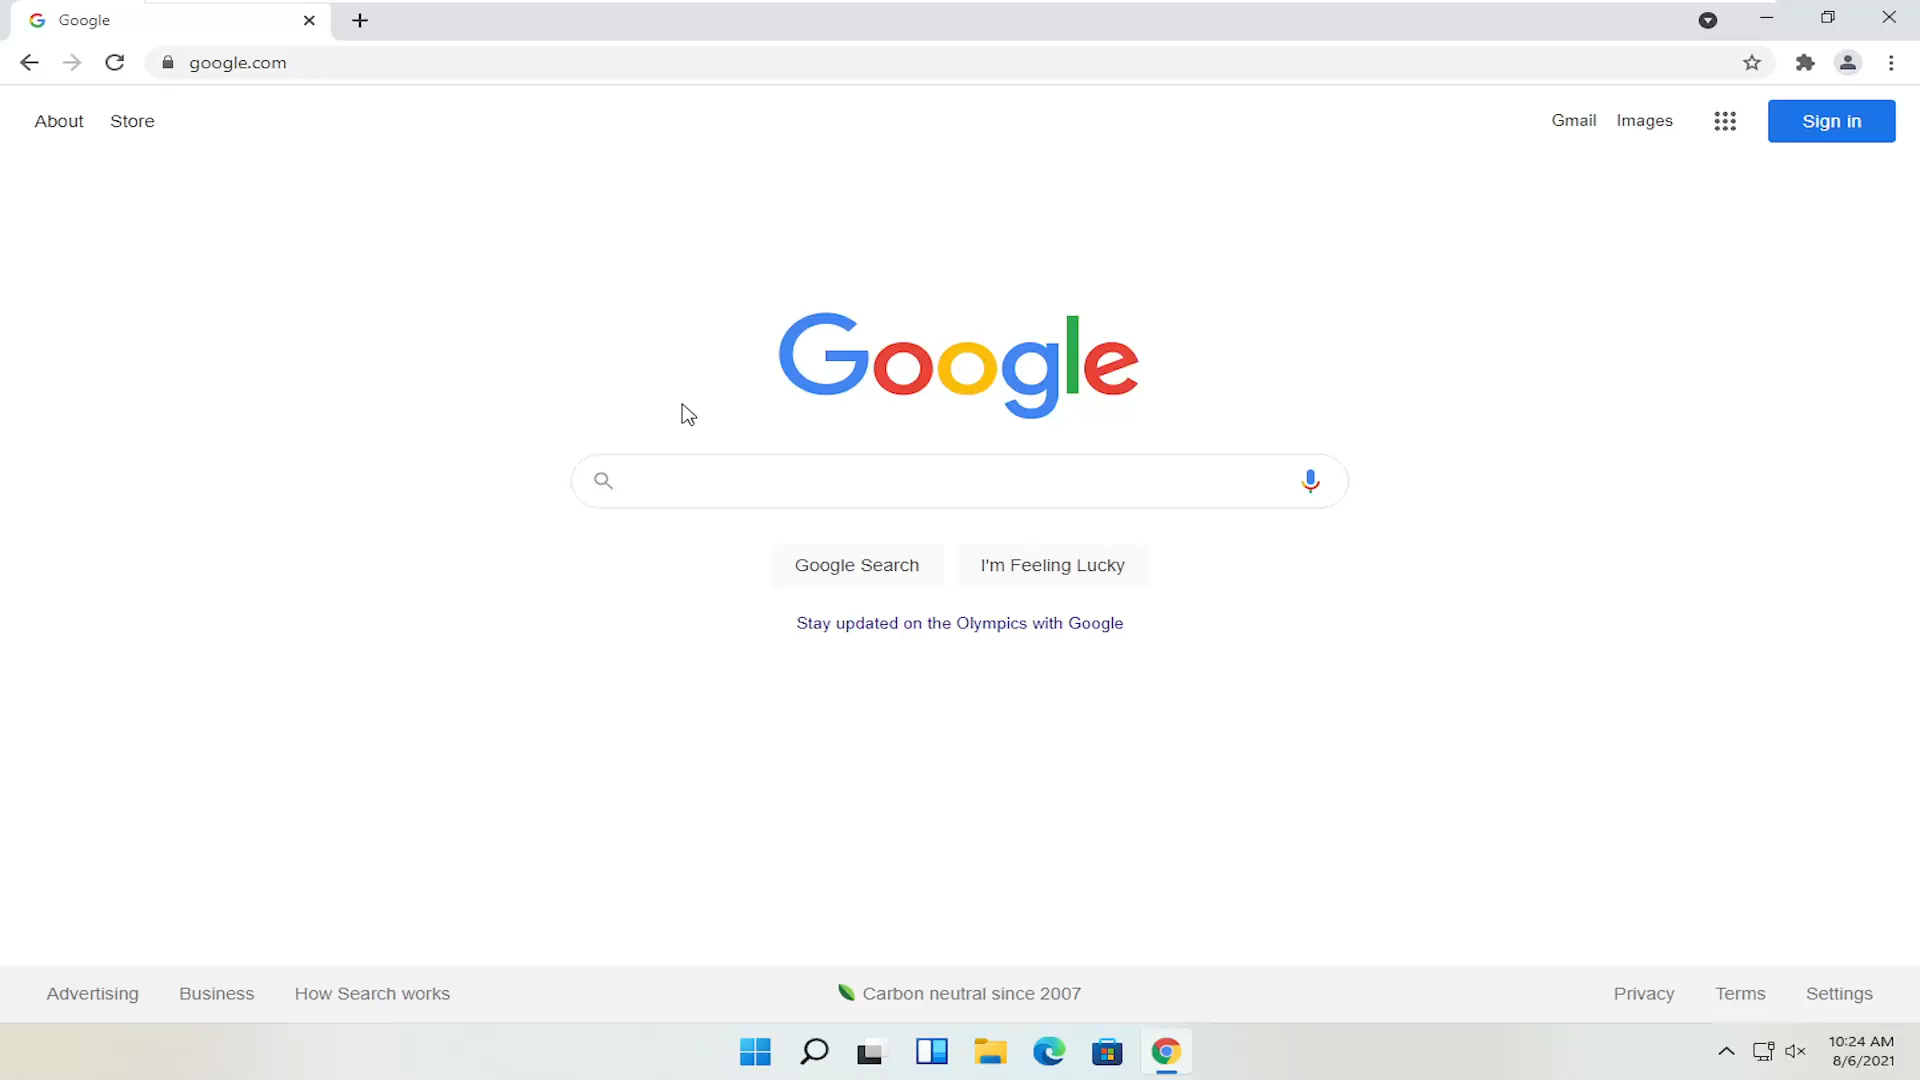 Google
google.com
About Store Gmail Images Sign in
Google
Google Search I'm Feeling Lucky
Stay updated on the Olympics with Google
Advertising Business How Search works Carbon neutral since 2007 Privacy Terms Settings
10:24 AM
8/6/2021